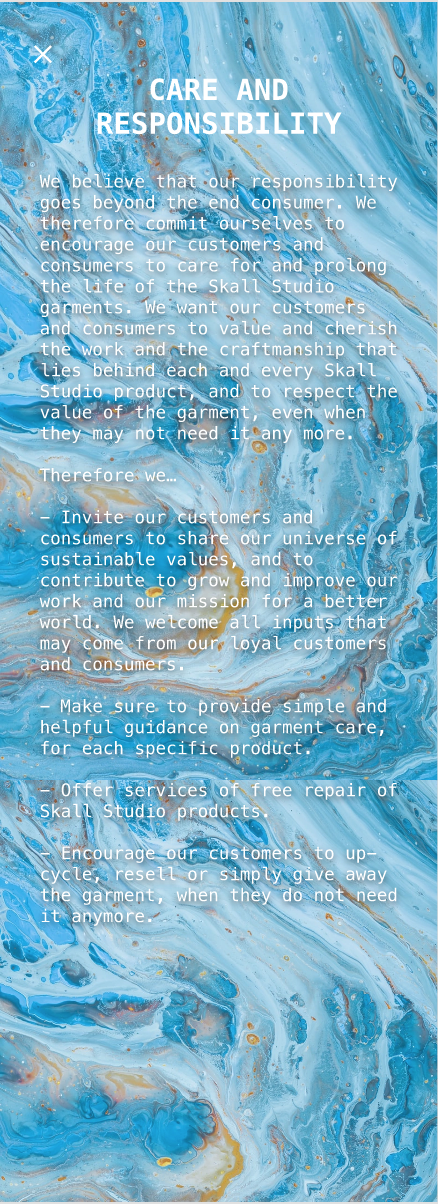 CARE AND
RESPONSIBILITY
We believe that our responsibility
goes beyond the end consumer. We
therefore commit ourselves to
encourage our customers and
consumers to care for and prolong
the life of the Skall Studio
garments. We want our customers
and consumers to value and cherish
the work and the craftmanship that
lies behind each and every Skall
Studio product, and to respect the
value of the garment, even when
they may not need it any more.
Therefore we…
– Invite our customers and
consumers to share our universe of
sustainable values, and to
contribute to grow and improve our
work and our mission for a better
world. We welcome all inputs that
may come from our loyal customers
and consumers.
– Make sure to provide simple and
helpful guidance on garment care,
for each specific product.
– Offer services of free repair of
Skall Studio products.
– Encourage our customers to up–
cycle, resell or simply give away
the garment, when they do not need
it anymore.